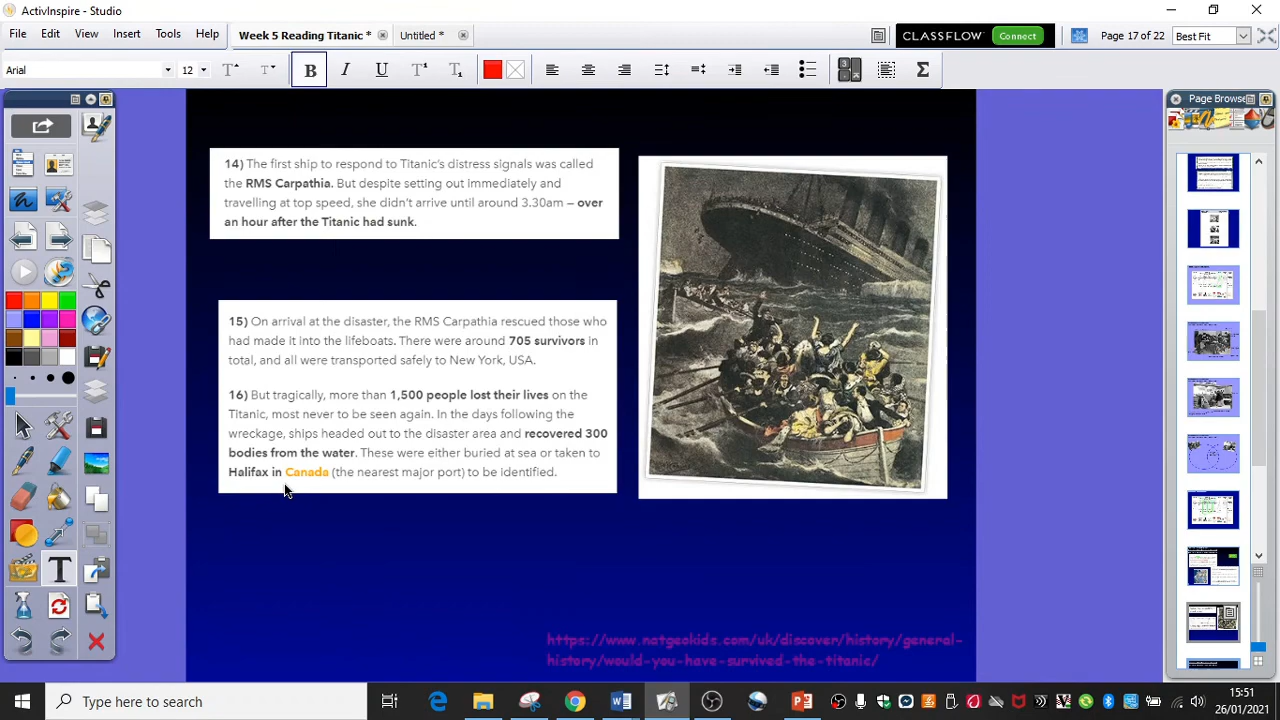 ActivInspire - Studio
File Edit View Insert Tools Help
Week 5 Reading Titanic * Untitled *
CLASSFLOW Connect
Page 17 of 22 Best Fit
Arial 12
Page Browse
14) The first ship to respond to Titanic's distress signals was called
the RMS Carpathia. But despite setting out immediately and
travelling at top speed, she didn't arrive until around 3.30am – over
an hour after the Titanic had sunk.
15) On arrival at the disaster, the RMS Carpathia rescued those who
had made it into the lifeboats. There were around 705 survivors in
total, and all were transported safely to New York, USA.
16) But tragically, more than 1,500 people lost their lives on the
Titanic, most never to be seen again. In the days following the
wreckage, ships headed out to the disaster area and recovered 300
bodies from the water. These were either buried at sea or taken to
Halifax in Canada (the nearest major port) to be identified.
https://www.natgeokids.com/uk/discover/history/general-
history/would-you-have-survived-the-titanic/
Type here to search
15:51
26/01/2021